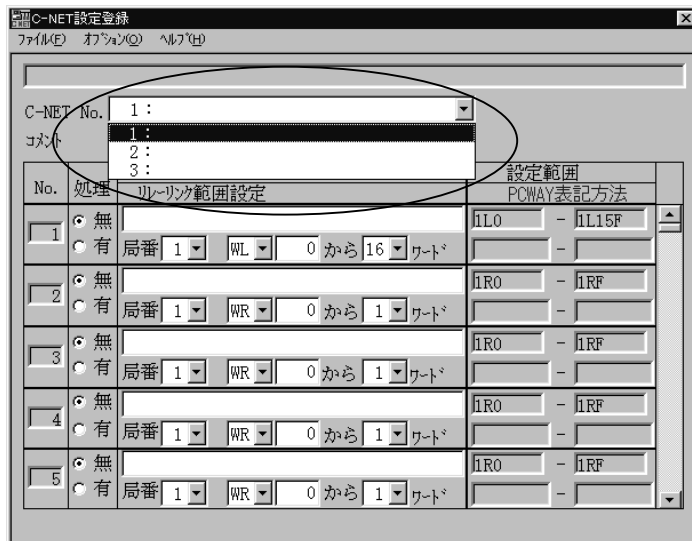 C-NET設定登録
ﾌｧｲﾙ(F) ｵﾌﾟｼｮﾝ(O) ﾍﾙﾌﾟ(H)
C-NET No. 1:
コメント
1:
2:
3:
設定範囲
No. 処理 ﾘﾚｰﾘﾝｸ範囲設定 PCWAY表記方法
1 無 1L0 - 1L15F
有 局番 1 WL 0 から 16 ﾜｰﾄﾞ -
2 無 1R0 - 1RF
有 局番 1 WR 0 から 1 ﾜｰﾄﾞ -
3 無 1R0 - 1RF
有 局番 1 WR 0 から 1 ﾜｰﾄﾞ -
4 無 1R0 - 1RF
有 局番 1 WR 0 から 1 ﾜｰﾄﾞ -
5 無 1R0 - 1RF
有 局番 1 WR 0 から 1 ﾜｰﾄﾞ -